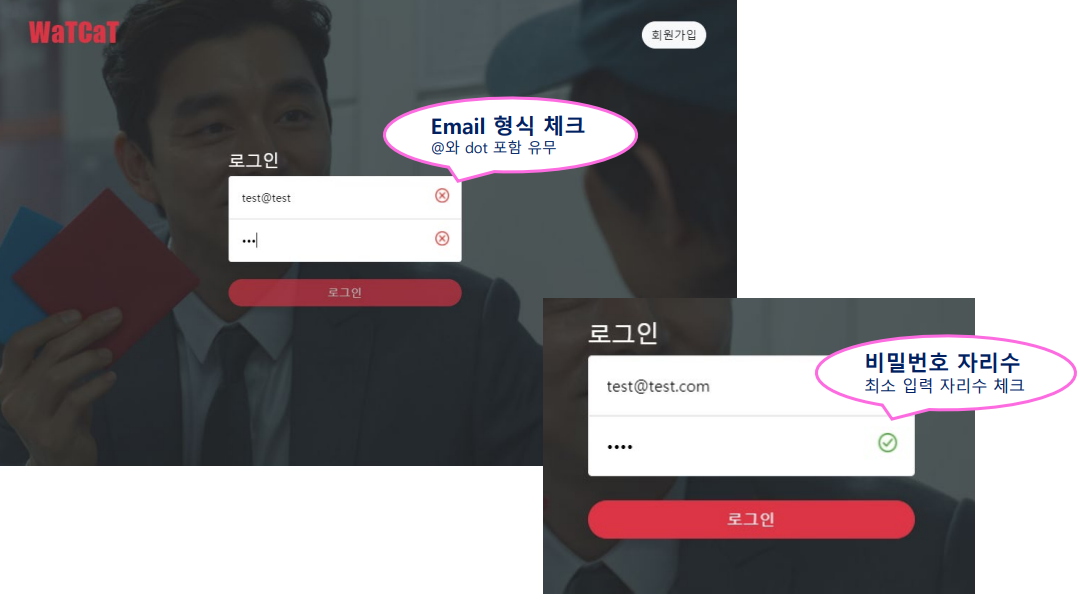 WaTCaT
회원가입
Email 형식 체크
@와 dot 포함 유무
로그인
test@test
•••
로그인
로그인
비밀번호 자리수
최소 입력 자리수 체크
test@test.com
••••
로그인